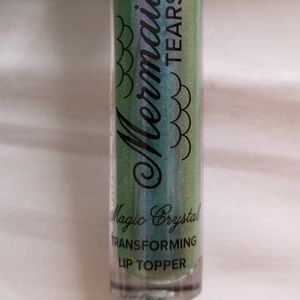 Mermaid
TEARS
Magic Crystal
TRANSFORMING
LIP TOPPER